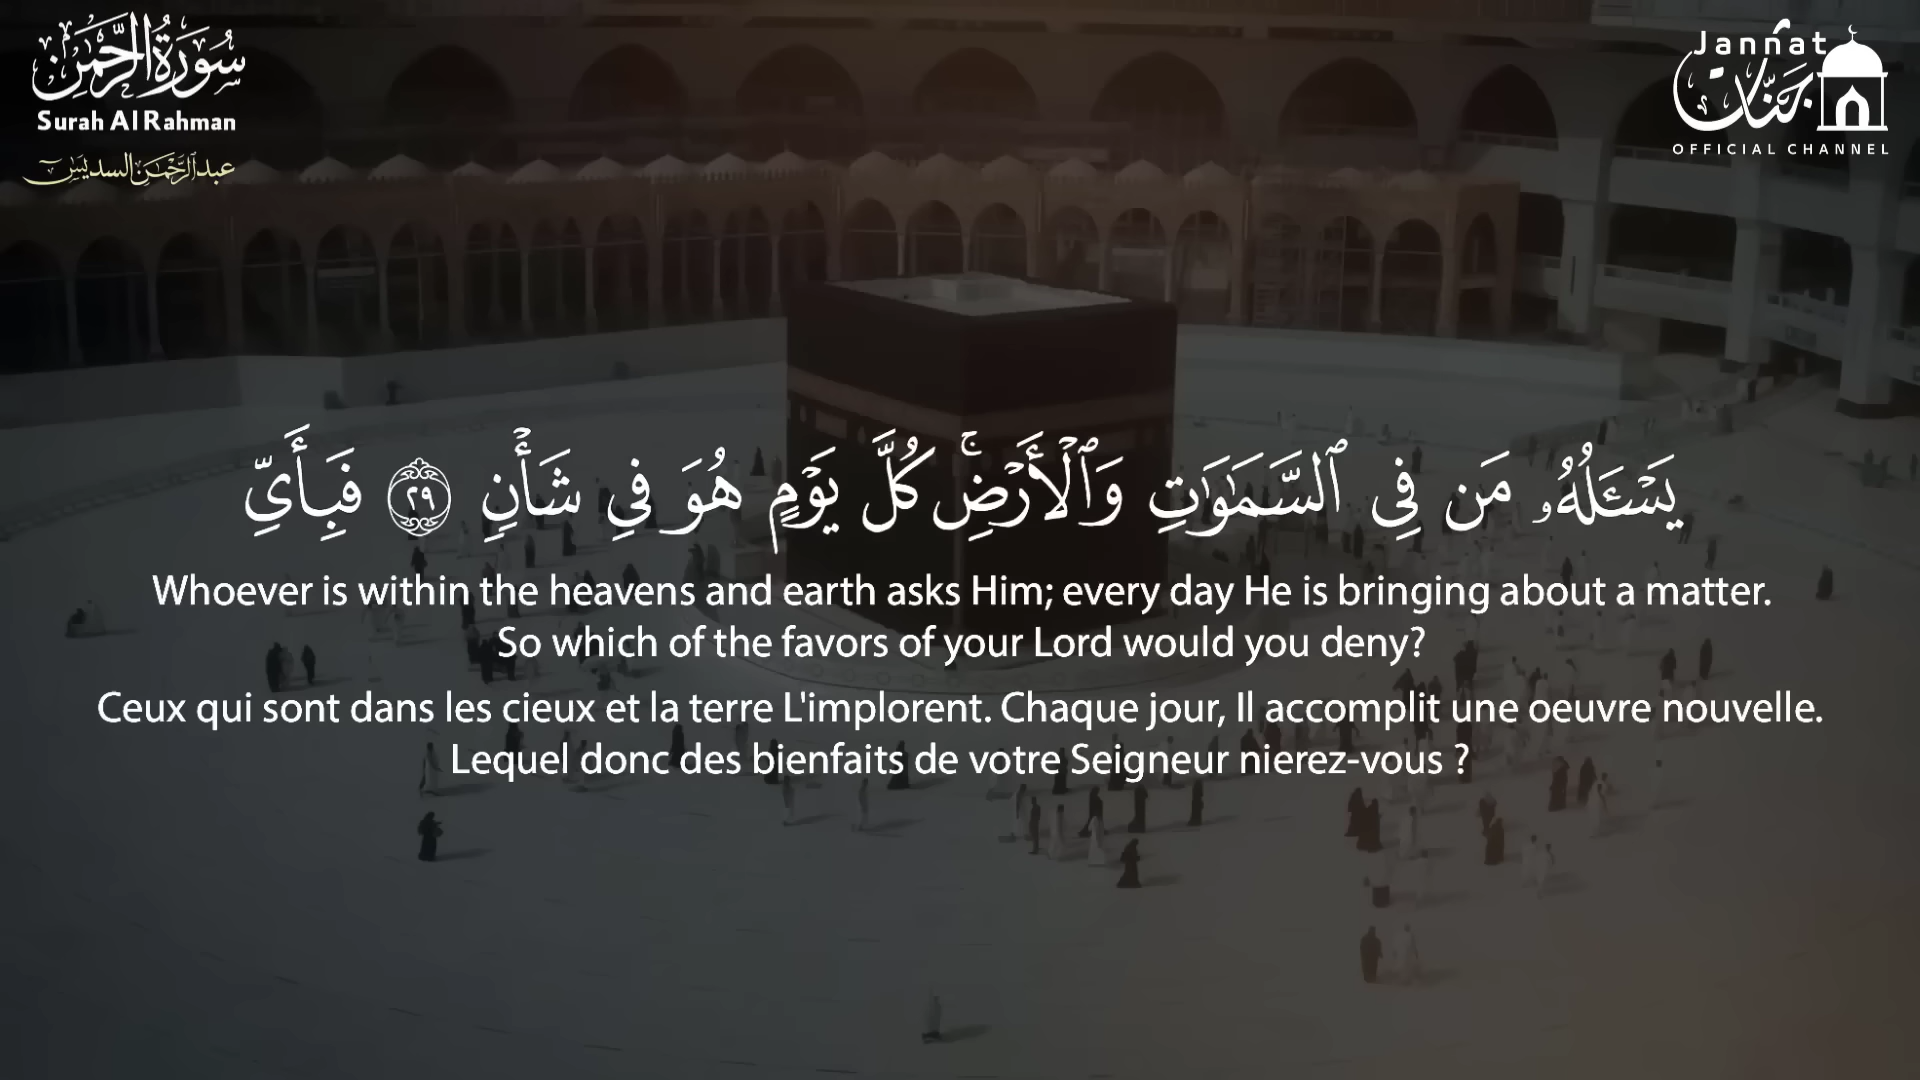 سُورَةُ الرَّحْمَٰن
Surah Al Rahman
عبد الرحمن السديس
Jannat
جَنَّات
OFFICIAL CHANNEL
يَسْـَٔلُهُۥ مَن فِى ٱلسَّمَـٰوَٰتِ وَٱلْأَرْضِ ۚ كُلَّ يَوْمٍ هُوَ فِى شَأْنٍ ٢٩ فَبِأَىِّ
Whoever is within the heavens and earth asks Him; every day He is bringing about a matter.
So which of the favors of your Lord would you deny?
Ceux qui sont dans les cieux et la terre L'implorent. Chaque jour, Il accomplit une oeuvre nouvelle.
Lequel donc des bienfaits de votre Seigneur nierez-vous ?